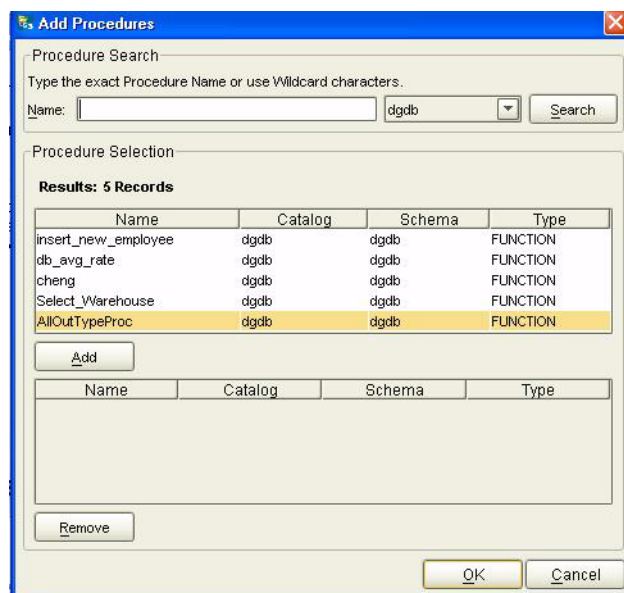 Add Procedures
Procedure Search
Type the exact Procedure Name or use Wildcard characters.
Name: dgdb Search
Procedure Selection
Results: 5 Records
Name Catalog Schema Type
insert_new_employee dgdb dgdb FUNCTION
db_avg_rate dgdb dgdb FUNCTION
cheng dgdb dgdb FUNCTION
Select_Warehouse dgdb dgdb FUNCTION
AllOutTypeProc dgdb dgdb FUNCTION
Add
Name Catalog Schema Type
Remove
OK Cancel